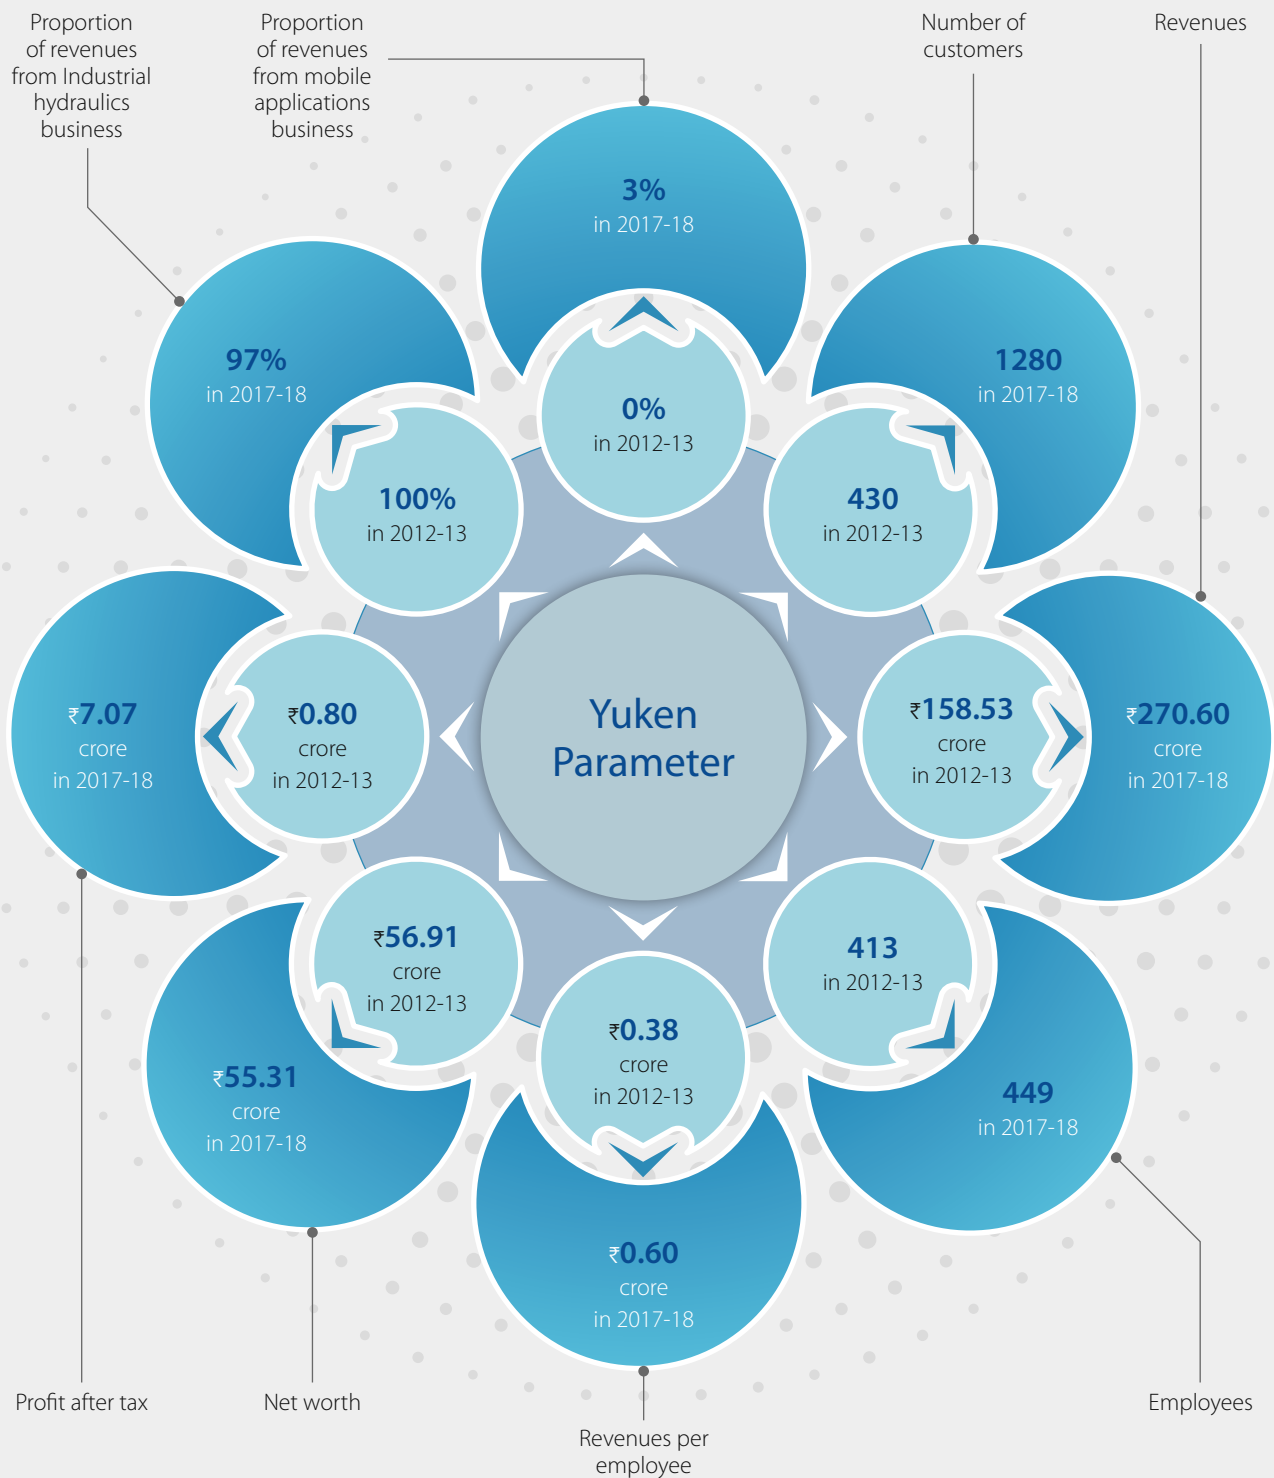 Proportion
of revenues
from Industrial
hydraulics
business
Proportion
of revenues
from mobile
applications
business
Number of
customers
Revenues
3%
in 2017-18
0%
in 2012-13
97%
in 2017-18
100%
in 2012-13
1280
in 2017-18
430
in 2012-13
₹7.07
crore
in 2017-18
₹0.80
crore
in 2012-13
Yuken
Parameter
₹158.53
crore
in 2012-13
₹270.60
crore
in 2017-18
₹56.91
crore
in 2012-13
₹55.31
crore
in 2017-18
413
in 2012-13
449
in 2017-18
₹0.38
crore
in 2012-13
₹0.60
crore
in 2017-18
Profit after tax
Net worth
Revenues per
employee
Employees